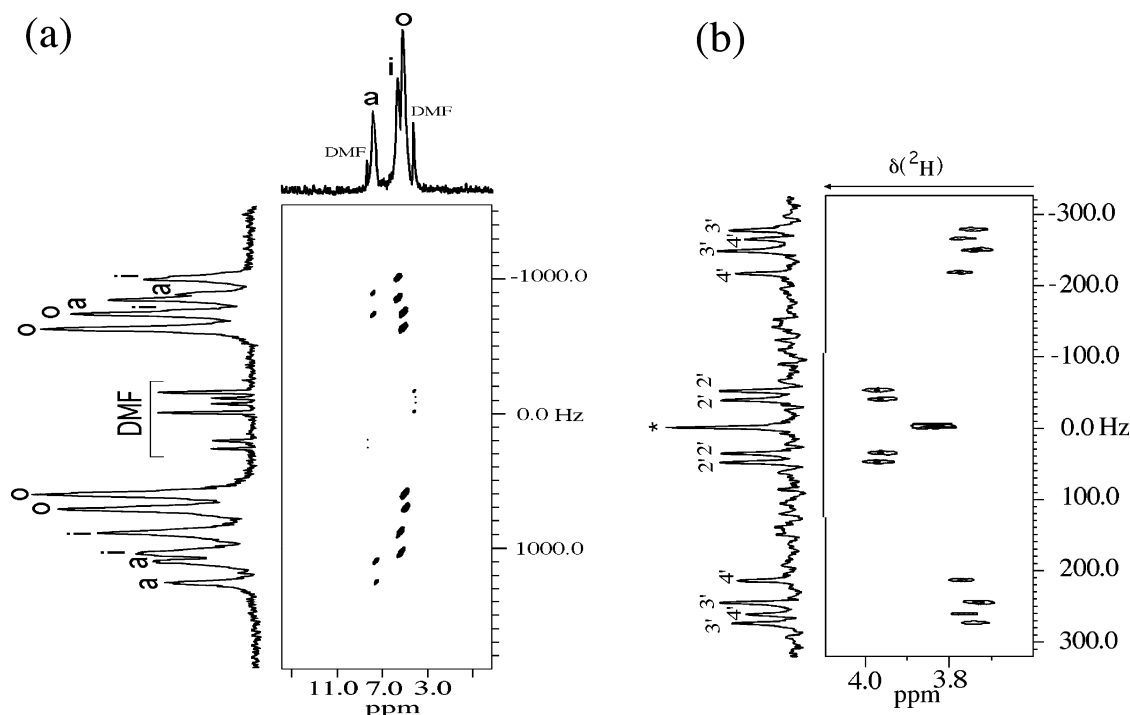 (a)
o
i
a
DMF
DMF
i
a
a
i
o
o
DMF
o
o
i
i
a
a
-1000.0
0.0 Hz
1000.0
11.0 7.0 3.0
ppm
(b)
δ(²H)
3'
4'
3'
4'
2'
2'
*
2'
2'
4'
3'
4'
3'
-300.0
-200.0
-100.0
0.0 Hz
100.0
200.0
300.0
4.0 3.8
ppm